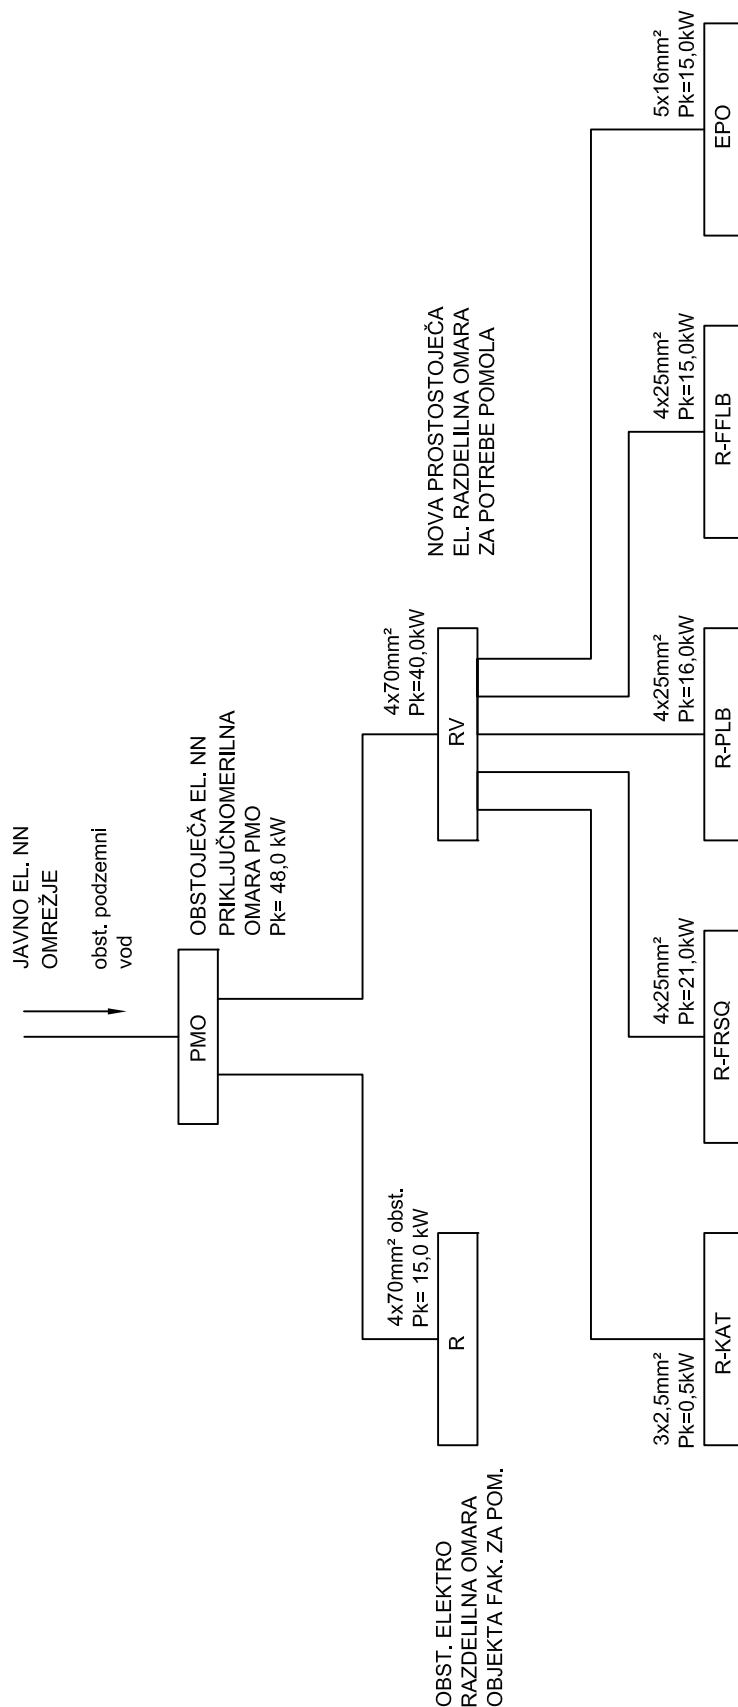 JAVNO EL. NN
OMREŽJE
obst. podzemni
vod
PMO
OBSTOJEČA EL. NN
PRIKLJUČNOMERILNA
OMARA PMO
Pk= 48,0 kW
4x70mm² obst.
Pk= 15,0 kW
R
OBST. ELEKTRO
RAZDELILNA OMARA
OBJEKTA FAK. ZA POM.
4x70mm²
Pk=40,0kW
RV
NOVA PROSTOSTOJEČA
EL. RAZDELILNA OMARA
ZA POTREBE POMOLA
3x2,5mm²
Pk=0,5kW
R-KAT
4x25mm²
Pk=21,0kW
R-FRSQ
4x25mm²
Pk=16,0kW
R-PLB
4x25mm²
Pk=15,0kW
R-FFLB
5x16mm²
Pk=15,0kW
EPO